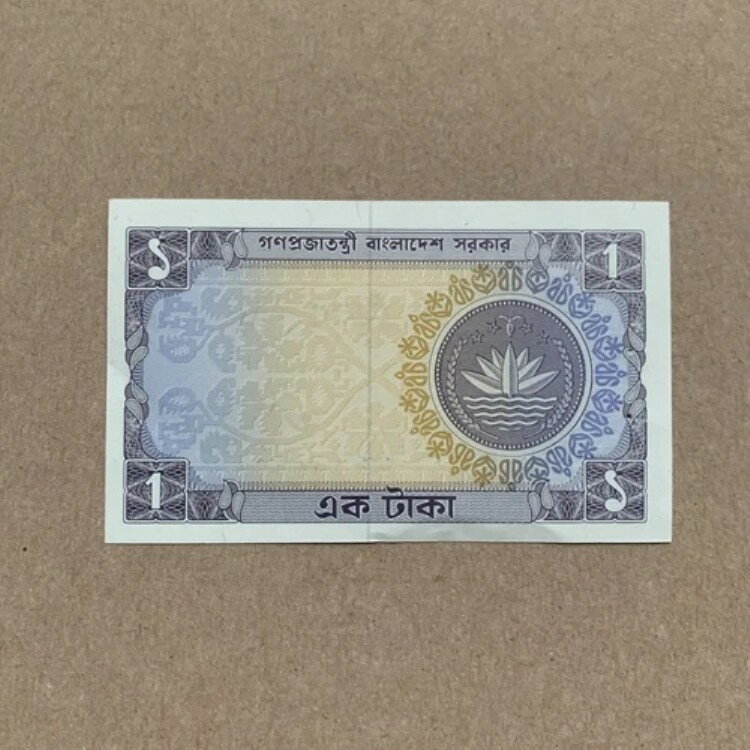 ১ গণপ্রজাতন্ত্রী বাংলাদেশ সরকার 1
1 এক টাকা ১